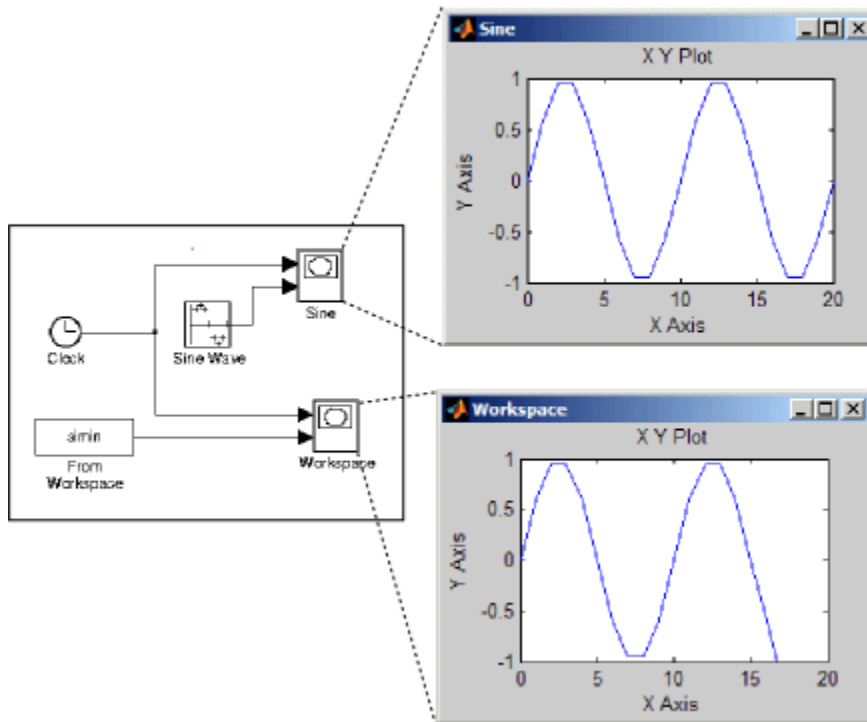 Sine
X Y Plot
1
0.5
0
-0.5
-1
Y Axis
0 5 10 15 20
X Axis
Sine
Clock
Sine Wave
simin
From
Workspace
Workspace
Workspace
X Y Plot
1
0.5
0
-0.5
-1
Y Axis
0 5 10 15 20
X Axis